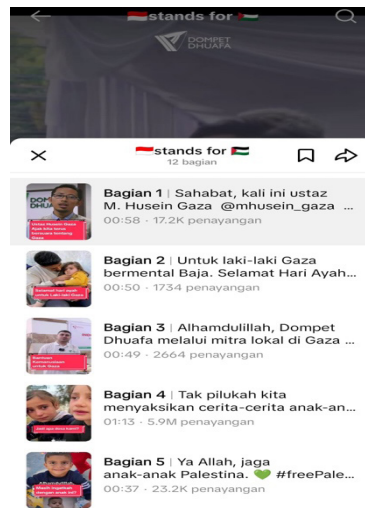 stands for
DOMPET
DHUAFA
stands for
12 bagian
Bagian 1 | Sahabat, kali ini ustaz
M. Husein Gaza @mhusein_gaza ...
00:58 · 17.2K penayangan
Bagian 2 | Untuk laki-laki Gaza
bermental Baja. Selamat Hari Ayah...
00:50 · 1734 penayangan
Bagian 3 | Alhamdulillah, Dompet
Dhuafa melalui mitra lokal di Gaza ...
00:49 · 2664 penayangan
Bagian 4 | Tak pilukah kita
menyaksikan cerita-cerita anak-an...
01:13 · 5.9M penayangan
Bagian 5 | Ya Allah, jaga
anak-anak Palestina. 💚 #freePale...
00:37 · 23.2K penayangan